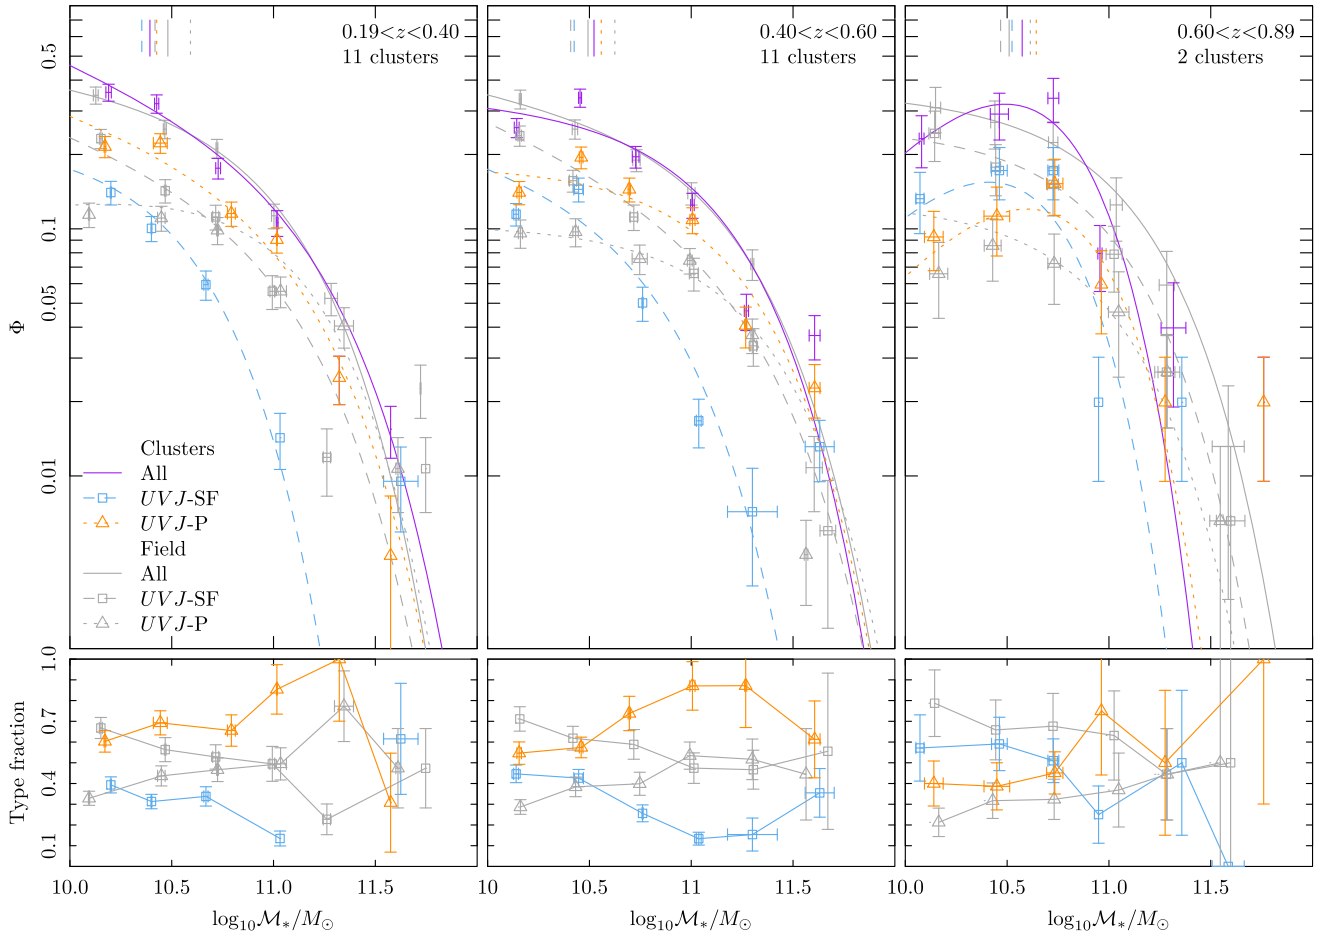 0.19<z<0.40
11 clusters
0.40<z<0.60
11 clusters
0.60<z<0.89
2 clusters
0.5
0.1
0.05
0.01
Φ
Clusters
All
UVJ-SF
UVJ-P
Field
All
UVJ-SF
UVJ-P
1.0
0.7
0.4
0.1
Type fraction
10.0 10.5 11.0 11.5
10 10.5 11 11.5
10.0 10.5 11.0 11.5
log₁₀ℳ∗/M⊙
log₁₀ℳ∗/M⊙
log₁₀ℳ∗/M⊙